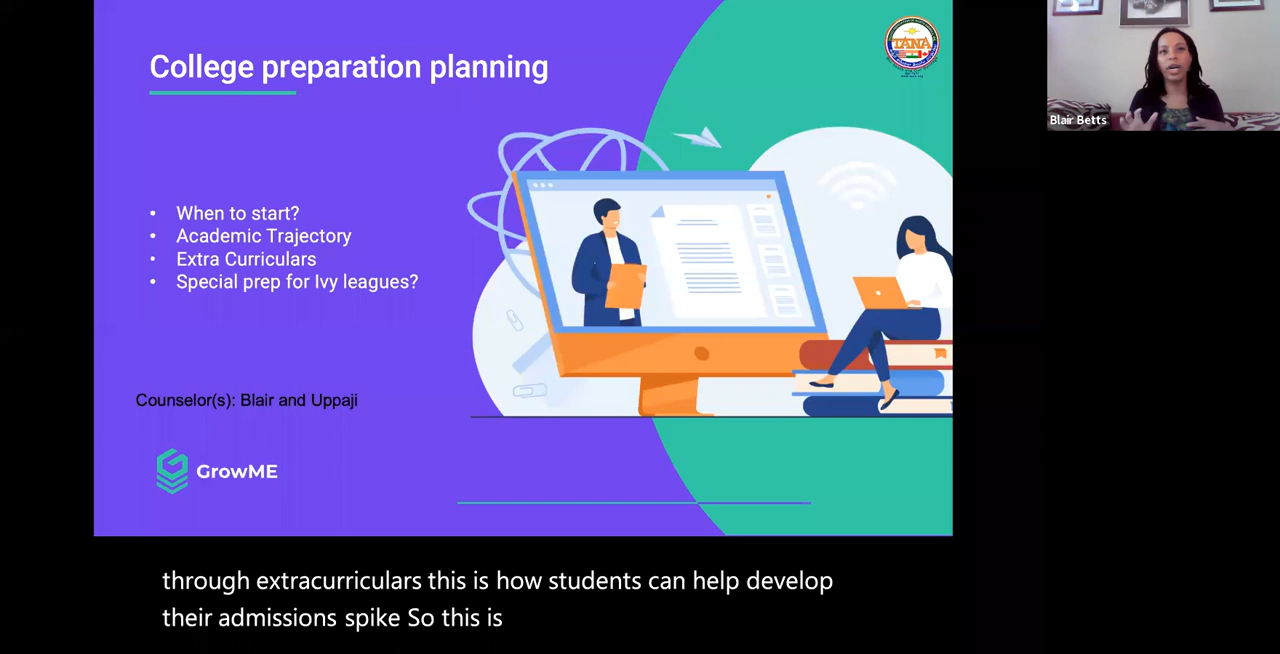 College preparation planning
TANA
Blair Betts
• When to start?
• Academic Trajectory
• Extra Curriculars
• Special prep for Ivy leagues?
Counselor(s): Blair and Uppaji
GrowME
through extracurriculars this is how students can help develop
their admissions spike So this is